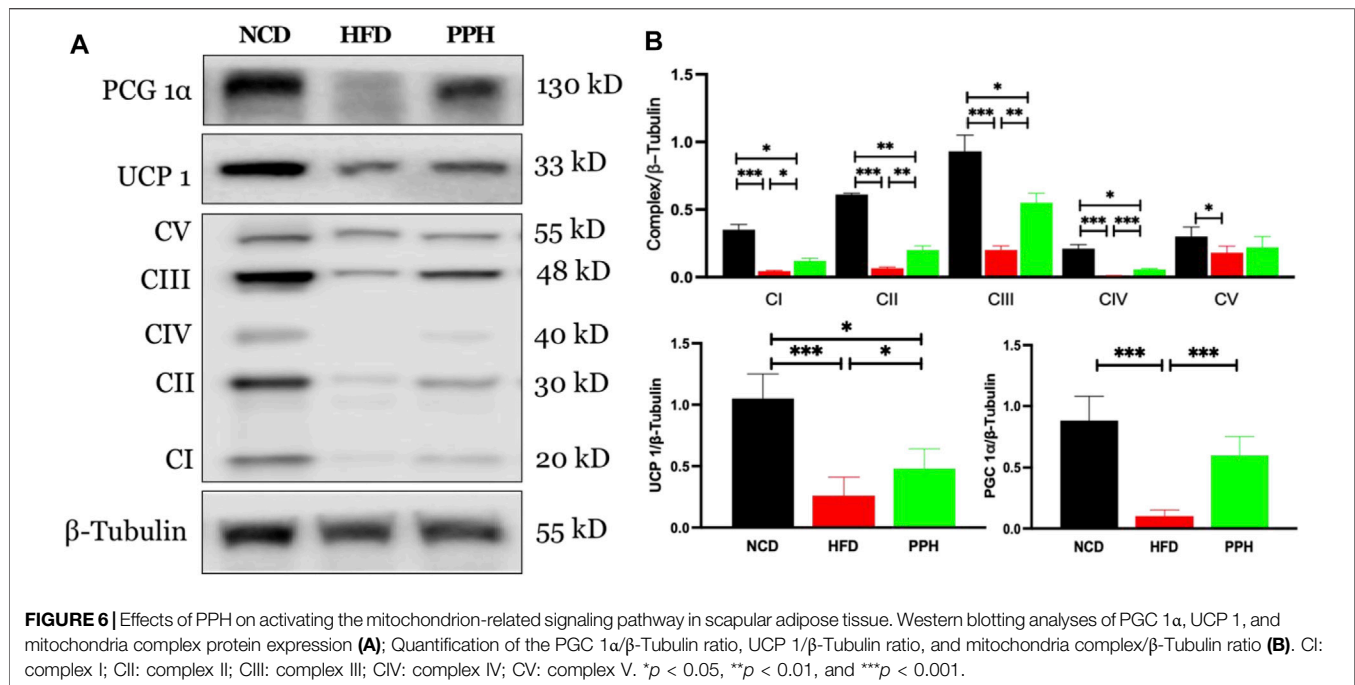 A
NCD HFD PPH
PCG 1α 130 kD
UCP 1 33 kD
CV 55 kD
CIII 48 kD
CIV 40 kD
CII 30 kD
CI 20 kD
β-Tubulin 55 kD
B
Complex/β-Tubulin
1.5
1.0
0.5
0.0
* *** *
** *** **
* *** **
* *** ***
*
CI CII CIII CIV CV
UCP 1/β-Tubulin
1.5
1.0
0.5
0.0
*
*** *
NCD HFD PPH
PGC 1α/β-Tubulin
1.5
1.0
0.5
0.0
*** ***
NCD HFD PPH
FIGURE 6 | Effects of PPH on activating the mitochondrion-related signaling pathway in scapular adipose tissue. Western blotting analyses of PGC 1α, UCP 1, and
mitochondria complex protein expression (A); Quantification of the PGC 1α/β-Tubulin ratio, UCP 1/β-Tubulin ratio, and mitochondria complex/β-Tubulin ratio (B). CI:
complex I; CII: complex II; CIII: complex III; CIV: complex IV; CV: complex V. *p < 0.05, **p < 0.01, and ***p < 0.001.